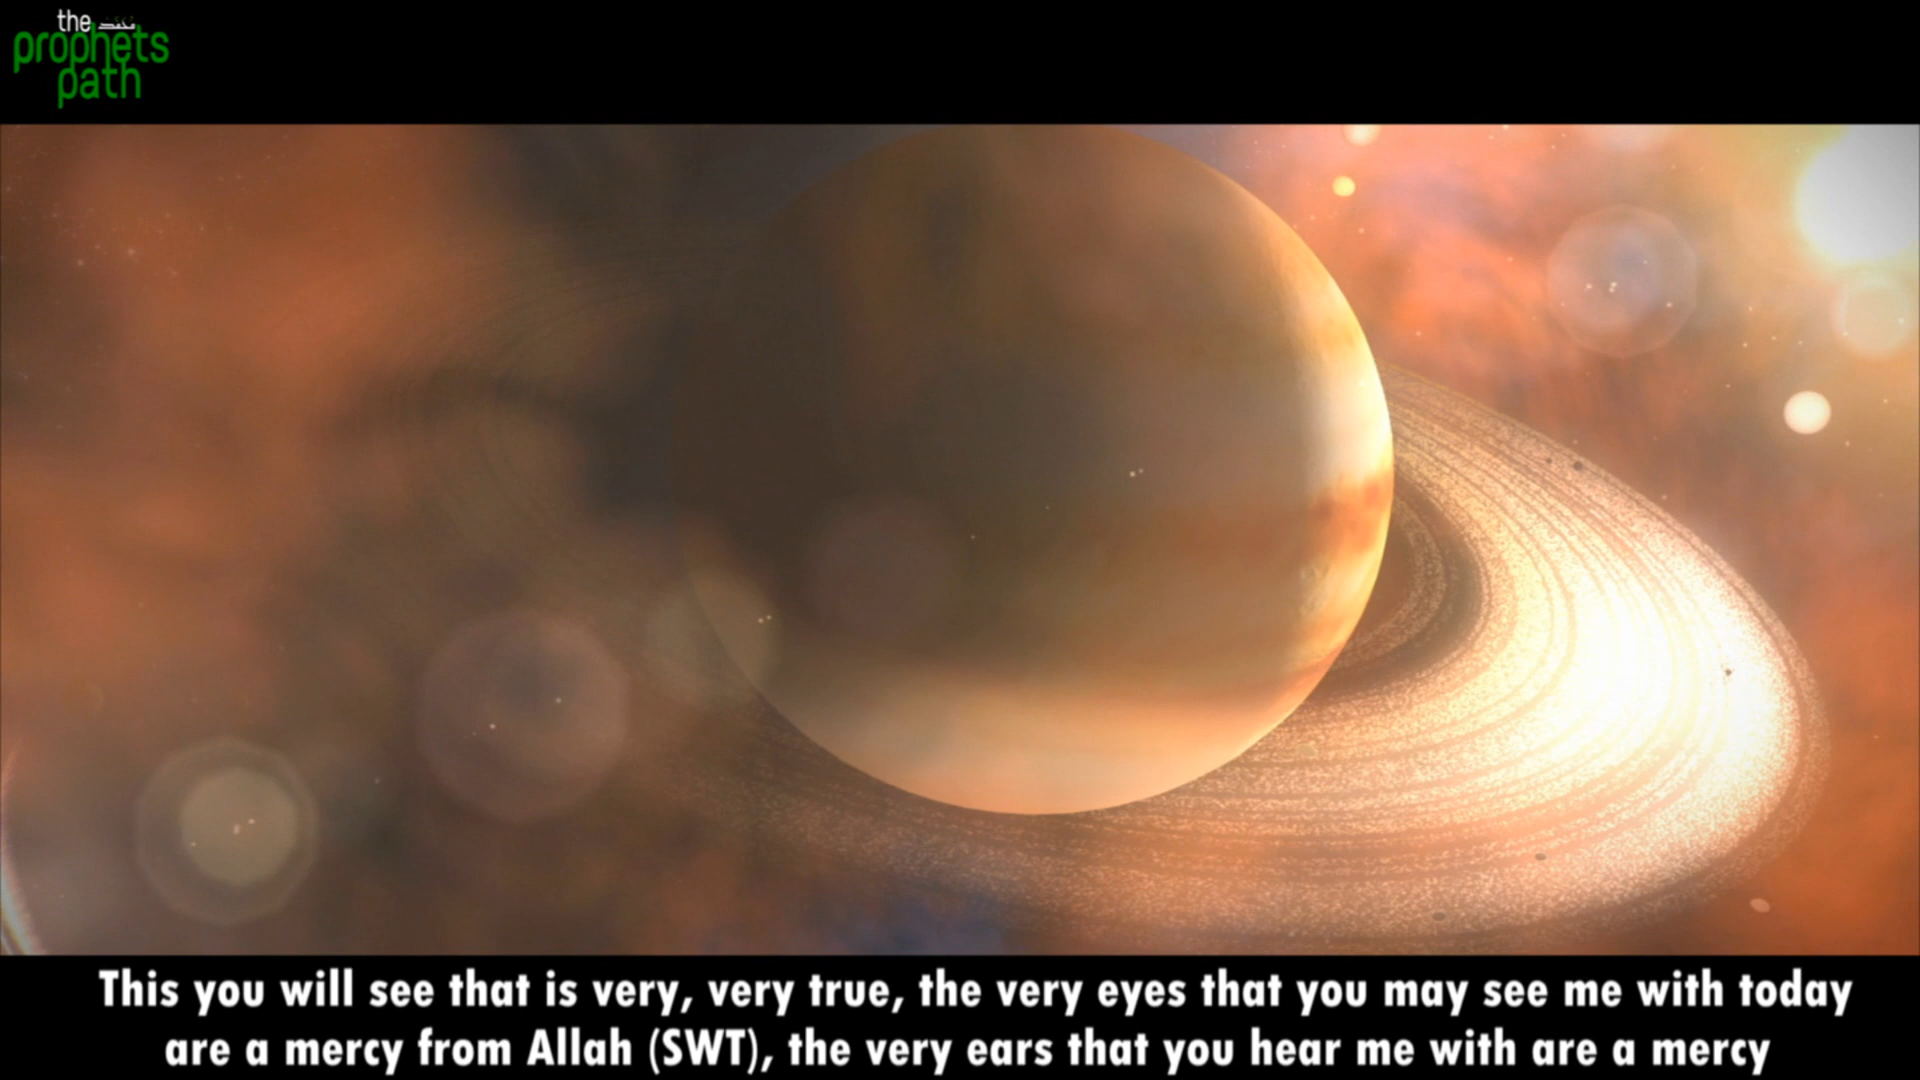 the محمد
prophets
path
This you will see that is very, very true, the very eyes that you may see me with today
are a mercy from Allah (SWT), the very ears that you hear me with are a mercy